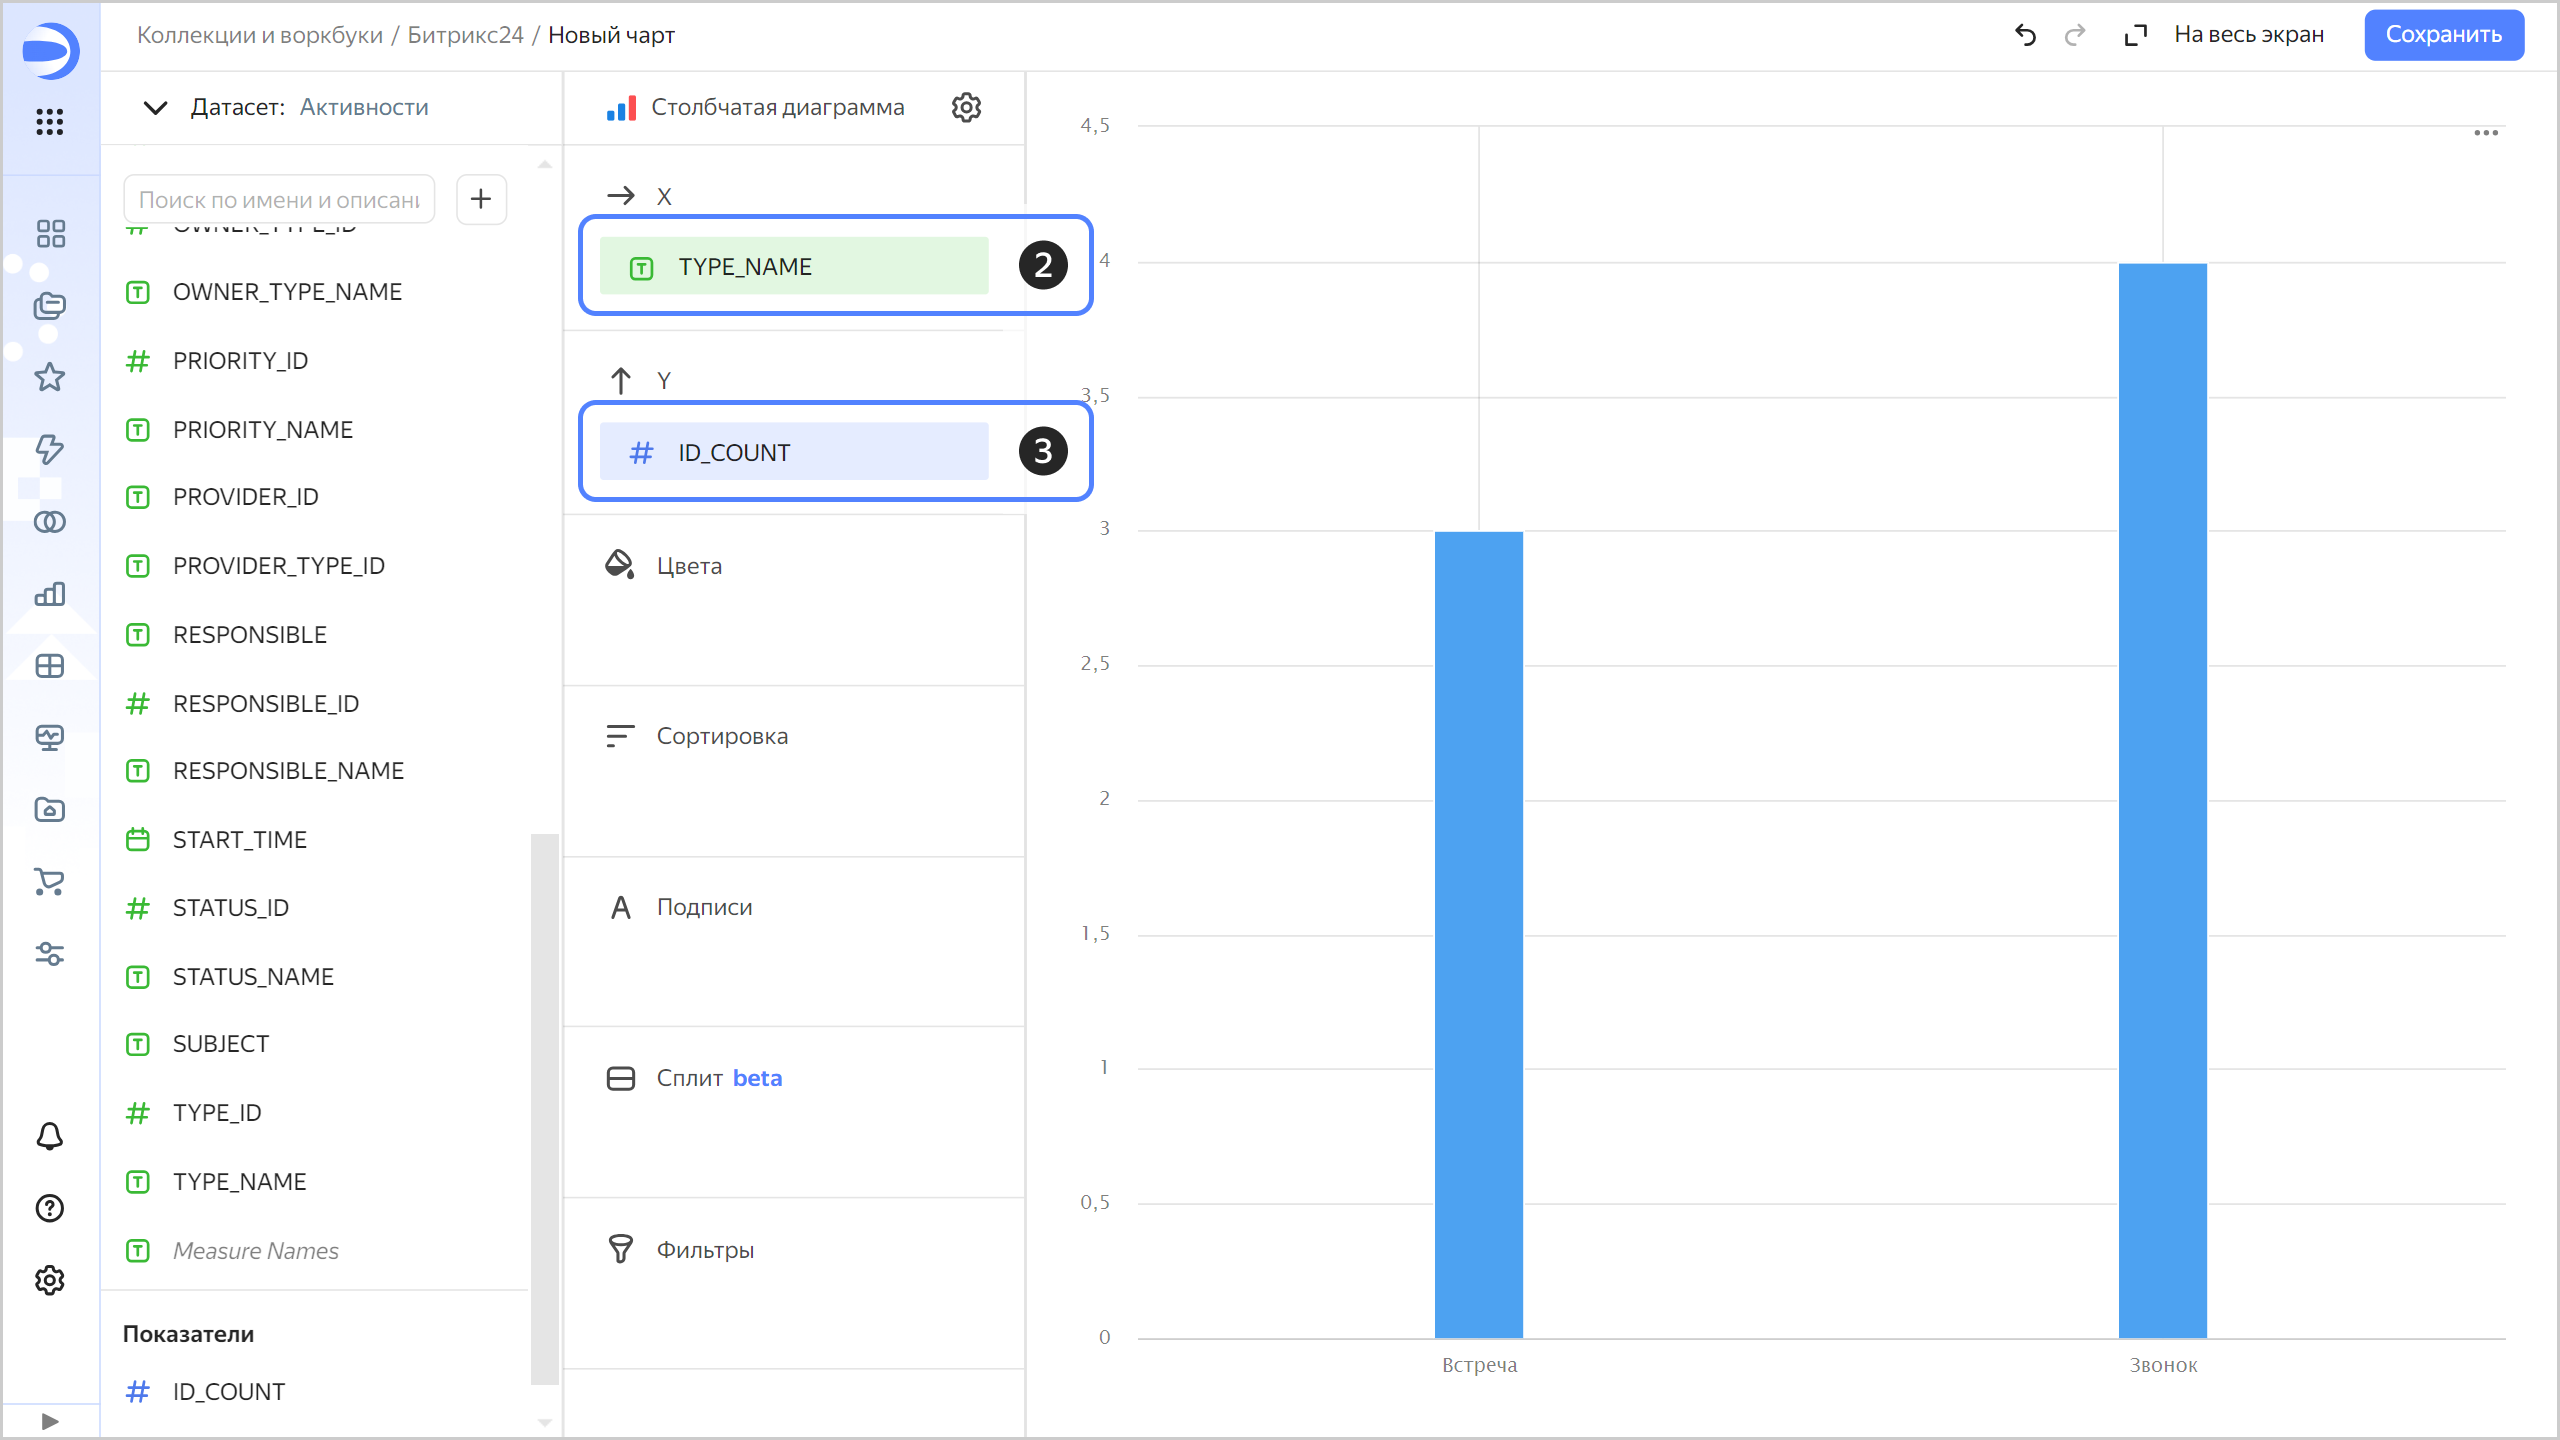 Коллекции и воркбуки / Битрикс24 / Новый чарт
На весь экран
Сохранить
Датасет: Активности
Поиск по имени и описани
OWNER_TYPE_ID
OWNER_TYPE_NAME
PRIORITY_ID
PRIORITY_NAME
PROVIDER_ID
PROVIDER_TYPE_ID
RESPONSIBLE
RESPONSIBLE_ID
RESPONSIBLE_NAME
START_TIME
STATUS_ID
STATUS_NAME
SUBJECT
TYPE_ID
TYPE_NAME
Measure Names
Показатели
ID_COUNT
Столбчатая диаграмма
X
TYPE_NAME
2
Y
ID_COUNT
3
Цвета
Сортировка
Подписи
Сплит beta
Фильтры
4,5
4
3,5
3
2,5
2
1,5
1
0,5
0
Встреча
Звонок